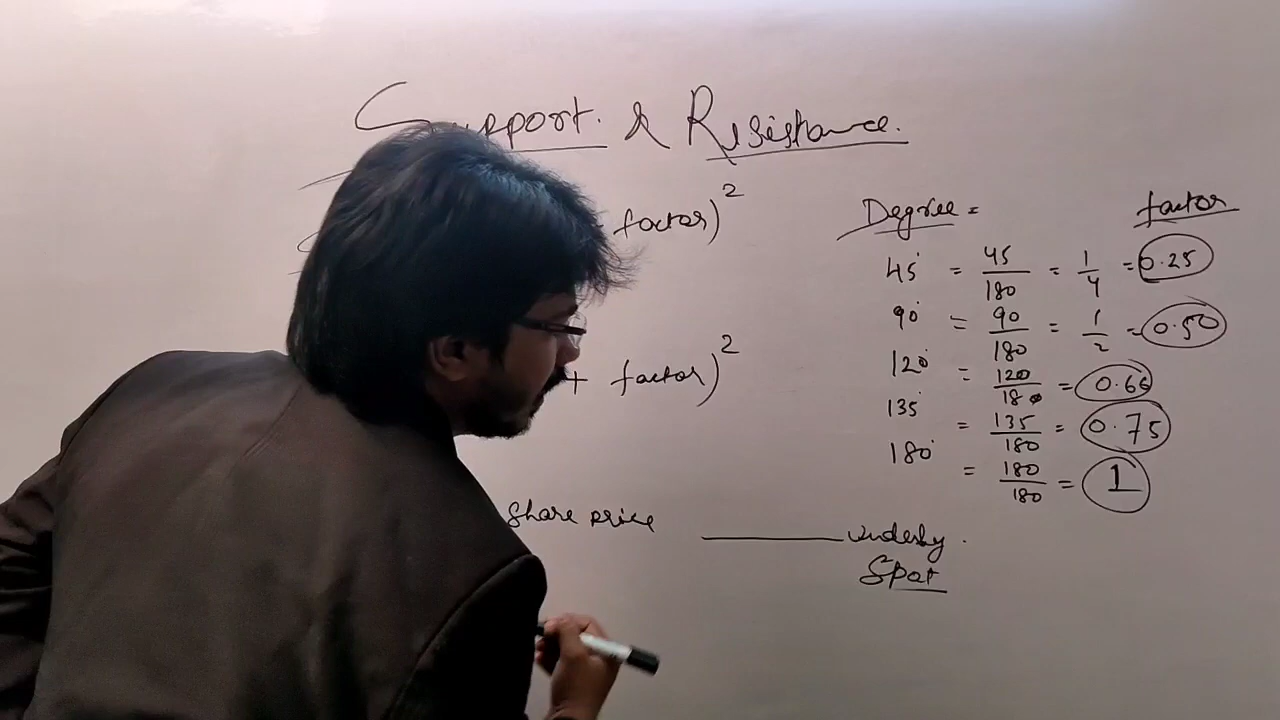 Support. & Resistance.
factor)²
+ factor)²
Share price ______ underly.
Spot
Degree = factor
45° = 45/180 = 1/4 = 0.25
90° = 90/180 = 1/2 = 0.50
120° = 120/180 = 0.66
135° = 135/180 = 0.75
180° = 180/180 = 1